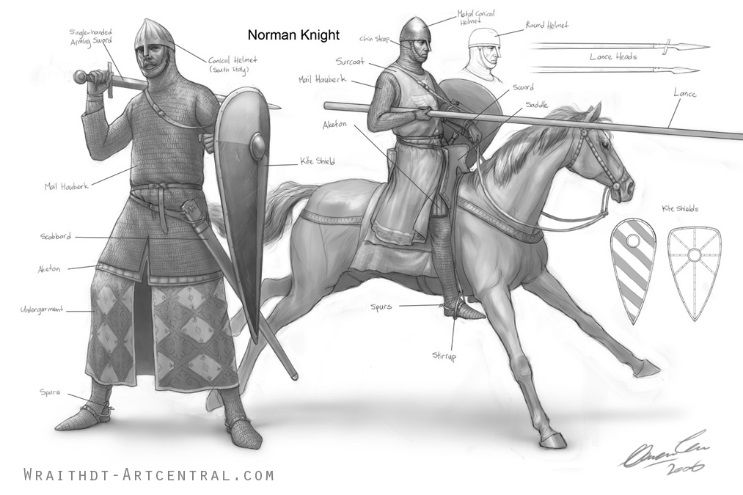 Norman Knight
Single-handed
Arming Sword
Conical Helmet
(South Italy)
Mail Hauberk
Scabbard
Aketon
Undergarment
Spurs
Kite Shield
Chin Strap
Surcoat
Mail Hauberk
Aketon
Metal Conical
Helmet
Round Helmet
Lance Heads
Sword
Saddle
Lance
Kite Shields
Spurs
Stirrup
2006
Wraithdt-Artcentral.com